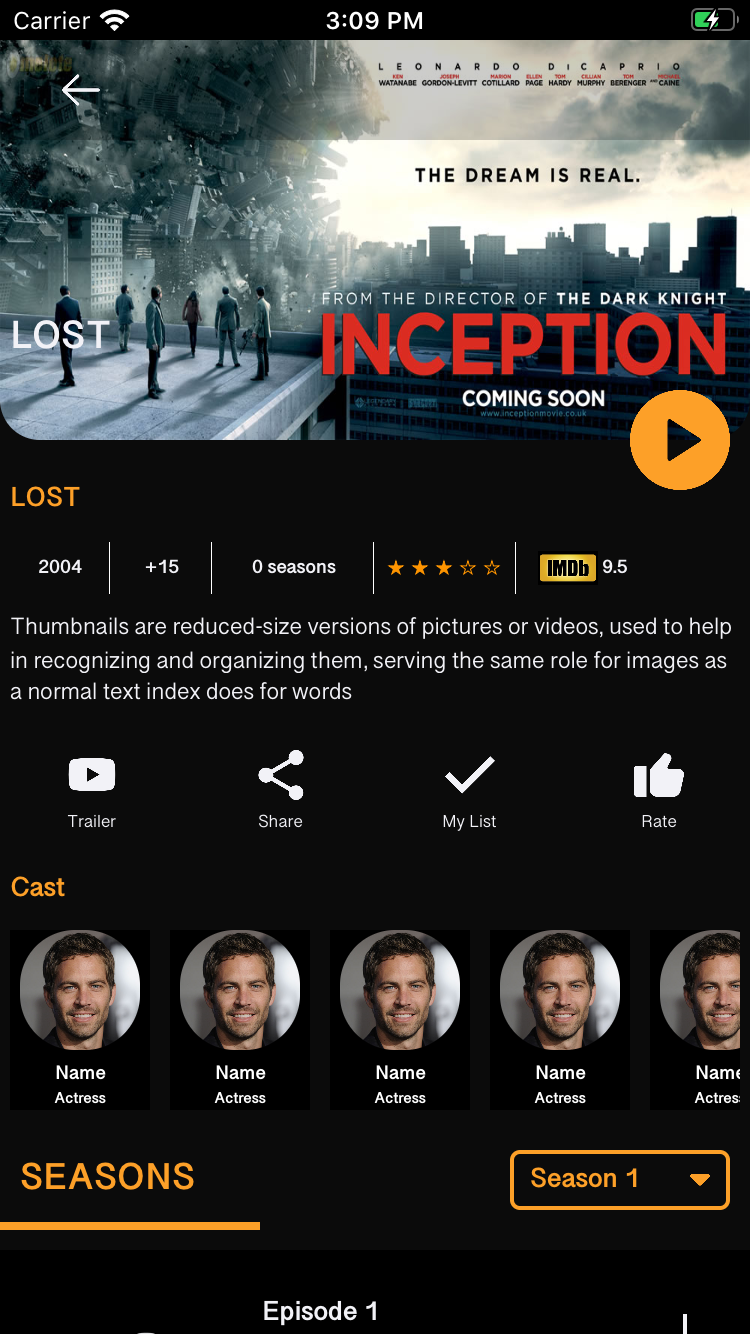 Carrier 3:09 PM
LEONARDO DiCAPRIO
KEN JOSEPH MARION ELLEN TOM CILLIAN TOM MICHAEL
WATANABE GORDON-LEVITT COTILLARD PAGE HARDY MURPHY BERENGER AND CAINE
THE DREAM IS REAL.
FROM THE DIRECTOR OF THE DARK KNIGHT
LOST
INCEPTION
COMING SOON
www.inceptionmovie.co.uk
LOST
2004
+15
0 seasons
IMDb 9.5
Thumbnails are reduced-size versions of pictures or videos, used to help
in recognizing and organizing them, serving the same role for images as
a normal text index does for words
Trailer Share My List Rate
Cast
Name Name Name Name Name
Actress Actress Actress Actress Actres
SEASONS
Season 1
Episode 1